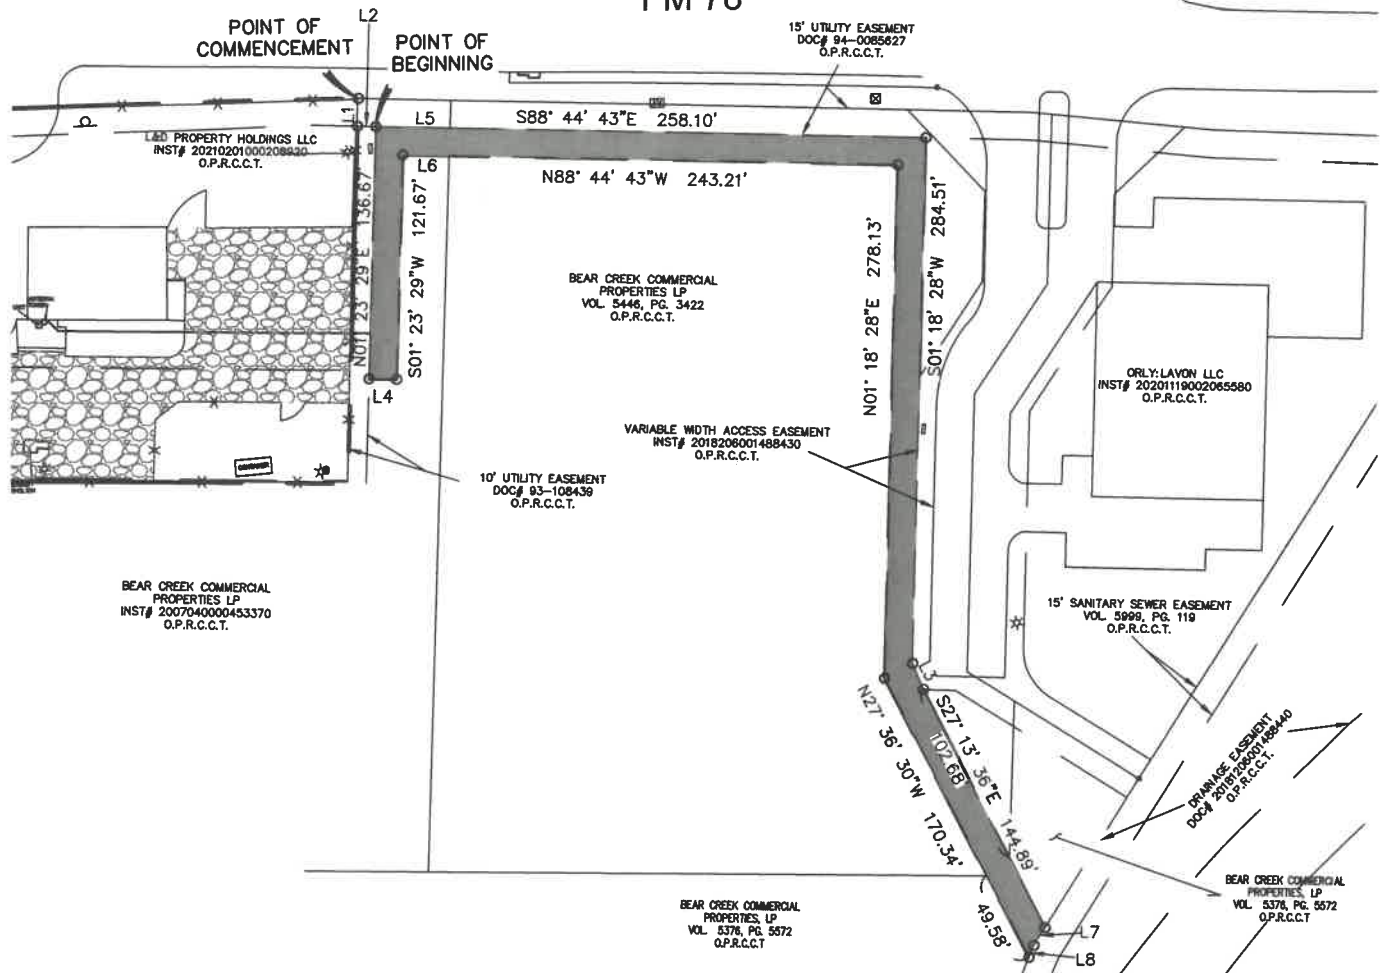 FM 78
L2
POINT OF
COMMENCEMENT
POINT OF
BEGINNING
15' UTILITY EASEMENT
DOC# 94-0085627
O.P.R.C.C.T.
L1
L5
S88° 44' 43"E 258.10'
L&D PROPERTY HOLDINGS LLC
INST# 20210201000208920
O.P.R.C.C.T.
L6
N88° 44' 43"W 243.21'
N01° 23' 29"E 136.67'
S01° 23' 29"W 121.67'
N01° 18' 28"E 278.13'
S01° 18' 28"W 284.51'
BEAR CREEK COMMERCIAL
PROPERTIES LP
VOL. 5446, PG. 3422
O.P.R.C.C.T.
ORLY:LAVON LLC
INST# 20201119002065580
O.P.R.C.C.T.
L4
VARIABLE WIDTH ACCESS EASEMENT
INST# 2018206001488430
O.P.R.C.C.T.
10' UTILITY EASEMENT
DOC# 93-108439
O.P.R.C.C.T.
BEAR CREEK COMMERCIAL
PROPERTIES LP
INST# 2007040000453370
O.P.R.C.C.T.
15' SANITARY SEWER EASEMENT
VOL. 5999, PG. 119
O.P.R.C.C.T.
L3
N27° 36' 30"W 170.34'
S27° 13' 36"E 144.89'
102.68'
49.58'
DRAINAGE EASEMENT
DOC# 20181206001488440
O.P.R.C.C.T.
BEAR CREEK COMMERCIAL
PROPERTIES, LP
VOL. 5376, PG. 5572
O.P.R.C.C.T
BEAR CREEK COMMERCIAL
PROPERTIES, LP
VOL. 5376, PG. 5572
O.P.R.C.C.T
L7
L8